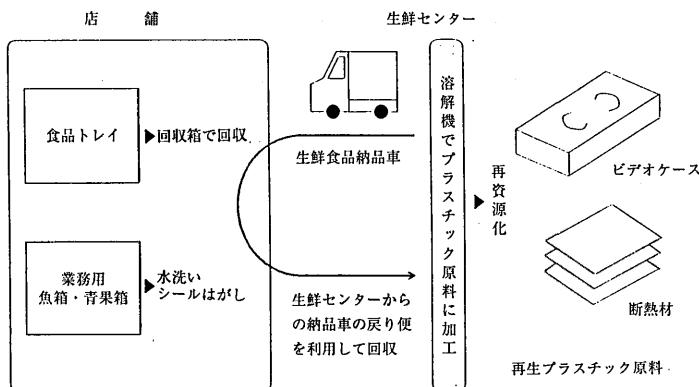 店舗
生鮮センター
食品トレイ
回収箱で回収
業務用
魚箱・青果箱
水洗い
シールはがし
生鮮食品納品車
生鮮センターから
の納品車の戻り便
を利用して回収
溶解機でプラスチック原料に加工
再資源化
ビデオケース
断熱材
再生プラスチック原料